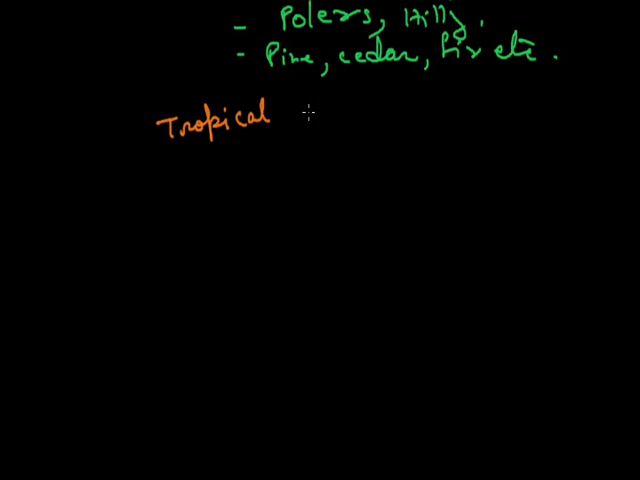 - Polers, Hilly.
- Pine, cedar, fir etc.
Tropical